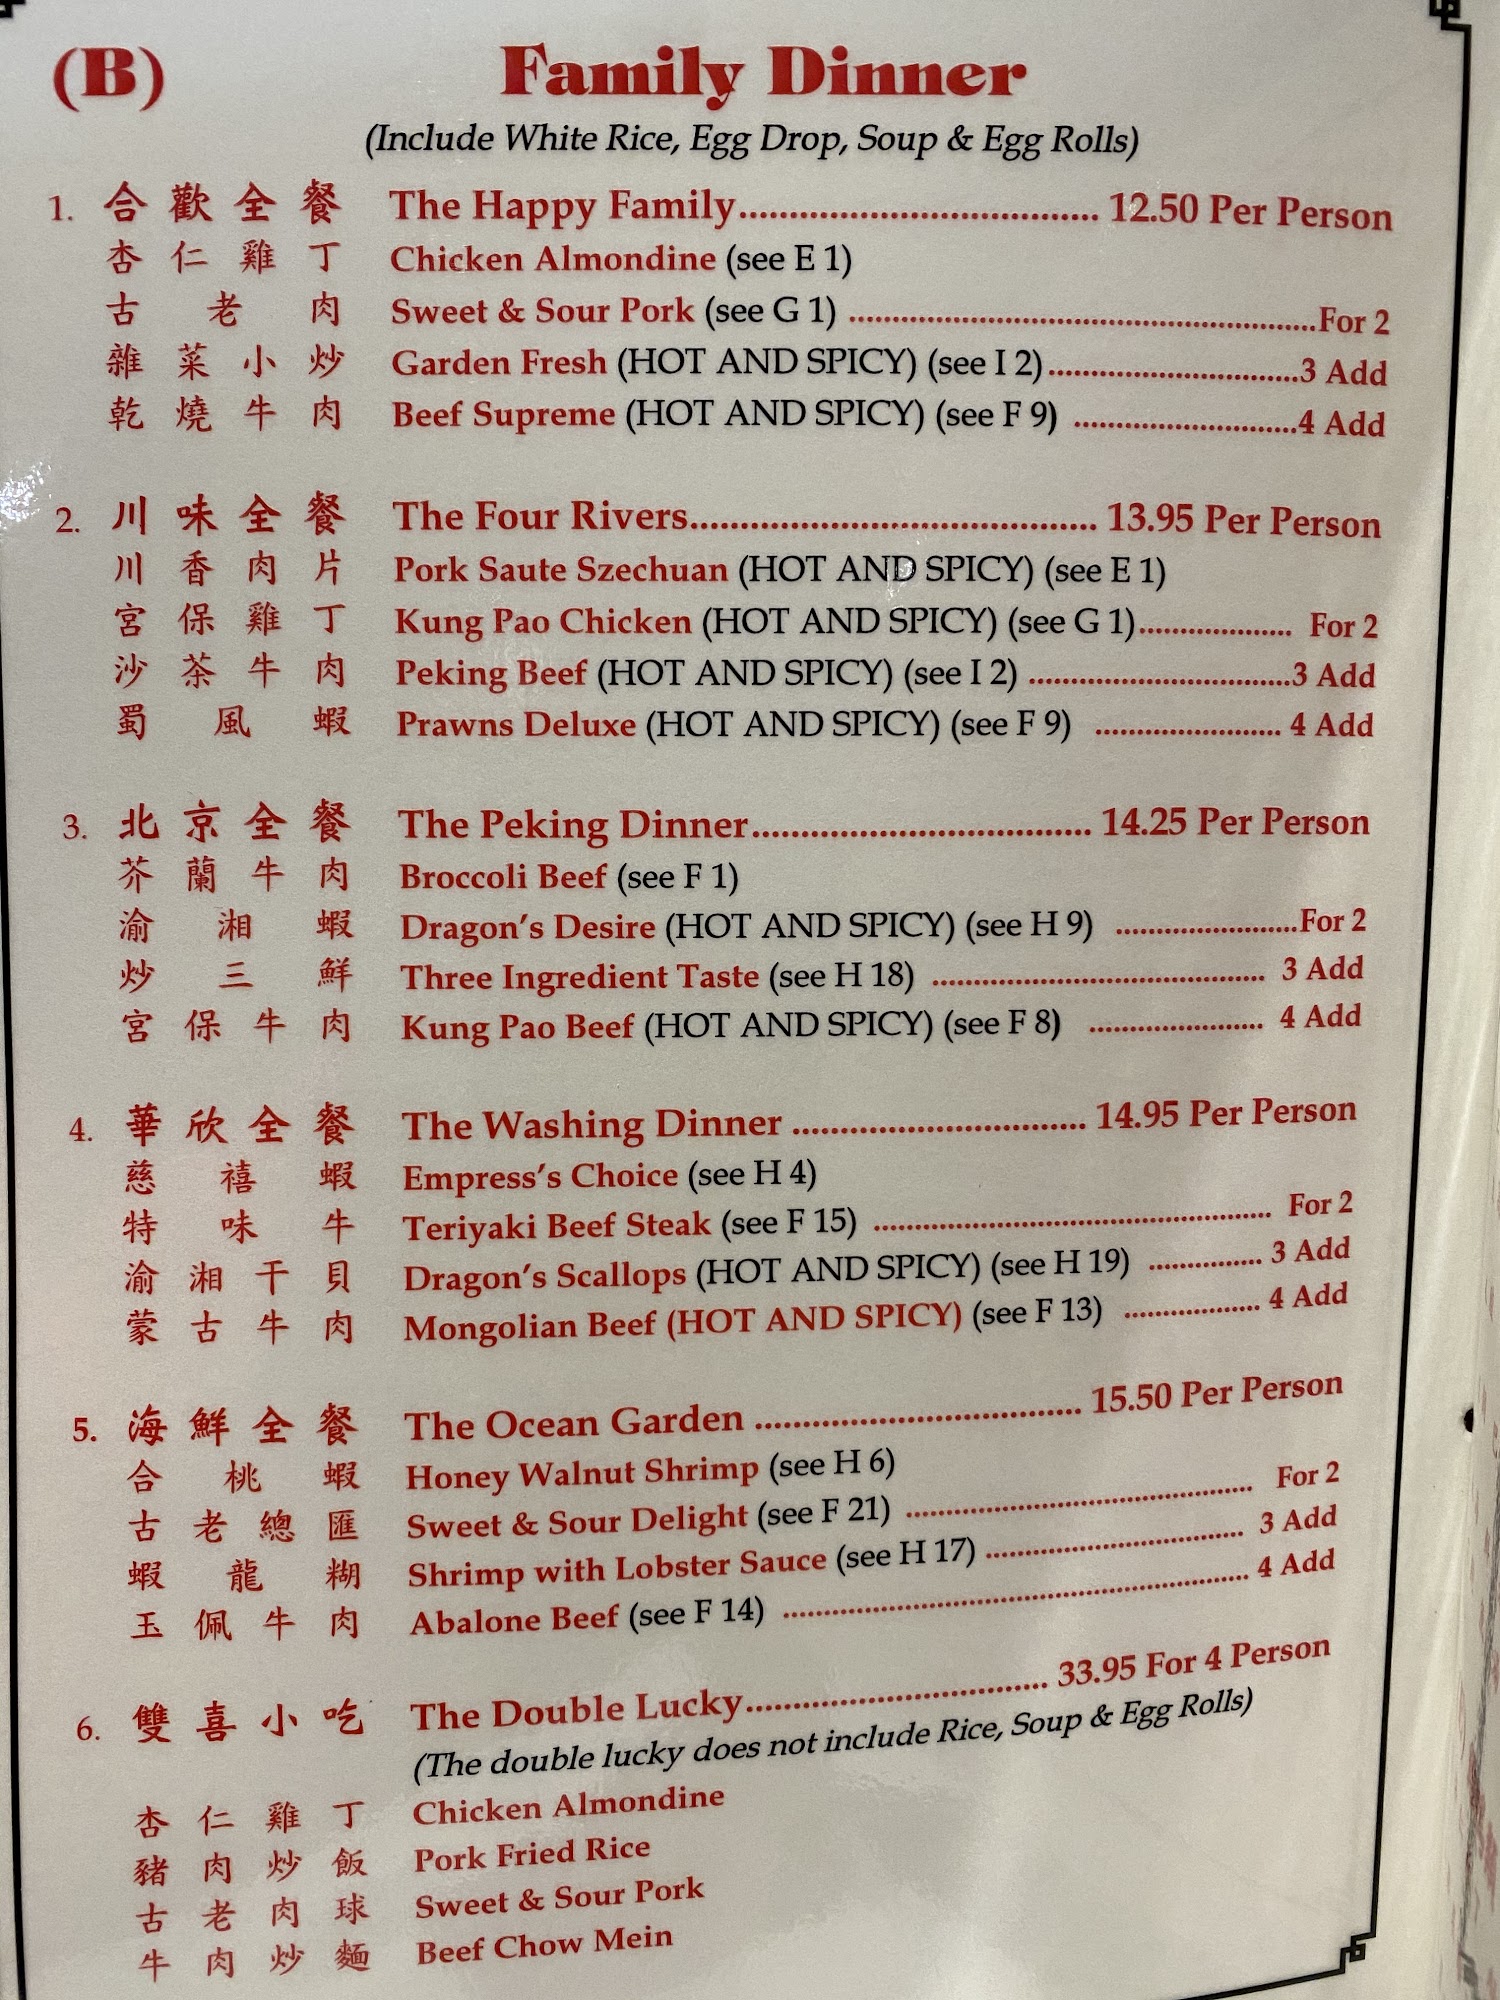 (B) Family Dinner
(Include White Rice, Egg Drop, Soup & Egg Rolls)
1. 合歡全餐 The Happy Family.................................... 12.50 Per Person
杏仁雞丁 Chicken Almondine (see E 1)
古老肉 Sweet & Sour Pork (see G 1) ........................................................For 2
雜菜小炒 Garden Fresh (HOT AND SPICY) (see I 2)..............................3 Add
乾燒牛肉 Beef Supreme (HOT AND SPICY) (see F 9) ...........................4 Add
2. 川味全餐 The Four Rivers......................................... 13.95 Per Person
川香肉片 Pork Saute Szechuan (HOT AND SPICY) (see E 1)
宮保雞丁 Kung Pao Chicken (HOT AND SPICY) (see G 1)................... For 2
沙茶牛肉 Peking Beef (HOT AND SPICY) (see I 2) ................................3 Add
蜀風蝦 Prawns Deluxe (HOT AND SPICY) (see F 9) ....................... 4 Add
3. 北京全餐 The Peking Dinner................................... 14.25 Per Person
芥蘭牛肉 Broccoli Beef (see F 1)
渝湘蝦 Dragon's Desire (HOT AND SPICY) (see H 9) ......................For 2
炒三鮮 Three Ingredient Taste (see H 18) ........................................ 3 Add
宮保牛肉 Kung Pao Beef (HOT AND SPICY) (see F 8) ..................... 4 Add
4. 華欣全餐 The Washing Dinner .............................. 14.95 Per Person
慈禧蝦 Empress's Choice (see H 4)
特味牛 Teriyaki Beef Steak (see F 15) ................................................ For 2
渝湘干貝 Dragon's Scallops (HOT AND SPICY) (see H 19) .............. 3 Add
蒙古牛肉 Mongolian Beef (HOT AND SPICY) (see F 13) ................. 4 Add
5. 海鮮全餐 The Ocean Garden ................................. 15.50 Per Person
合桃蝦 Honey Walnut Shrimp (see H 6)
古老總匯 Sweet & Sour Delight (see F 21) .......................................... For 2
蝦龍糊 Shrimp with Lobster Sauce (see H 17) ............................... 3 Add
玉佩牛肉 Abalone Beef (see F 14) ........................................................ 4 Add
6. 雙喜小吃 The Double Lucky............................... 33.95 For 4 Person
(The double lucky does not include Rice, Soup & Egg Rolls)
杏仁雞丁 Chicken Almondine
豬肉炒飯 Pork Fried Rice
古老肉球 Sweet & Sour Pork
牛肉炒麵 Beef Chow Mein